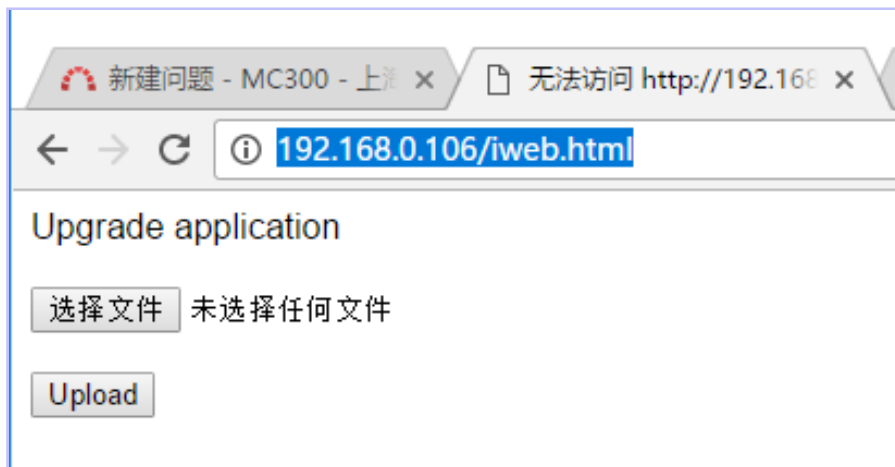 新建问题 - MC300 - 上海
无法访问 http://192.168
192.168.0.106/iweb.html
Upgrade application
选择文件 未选择任何文件
Upload